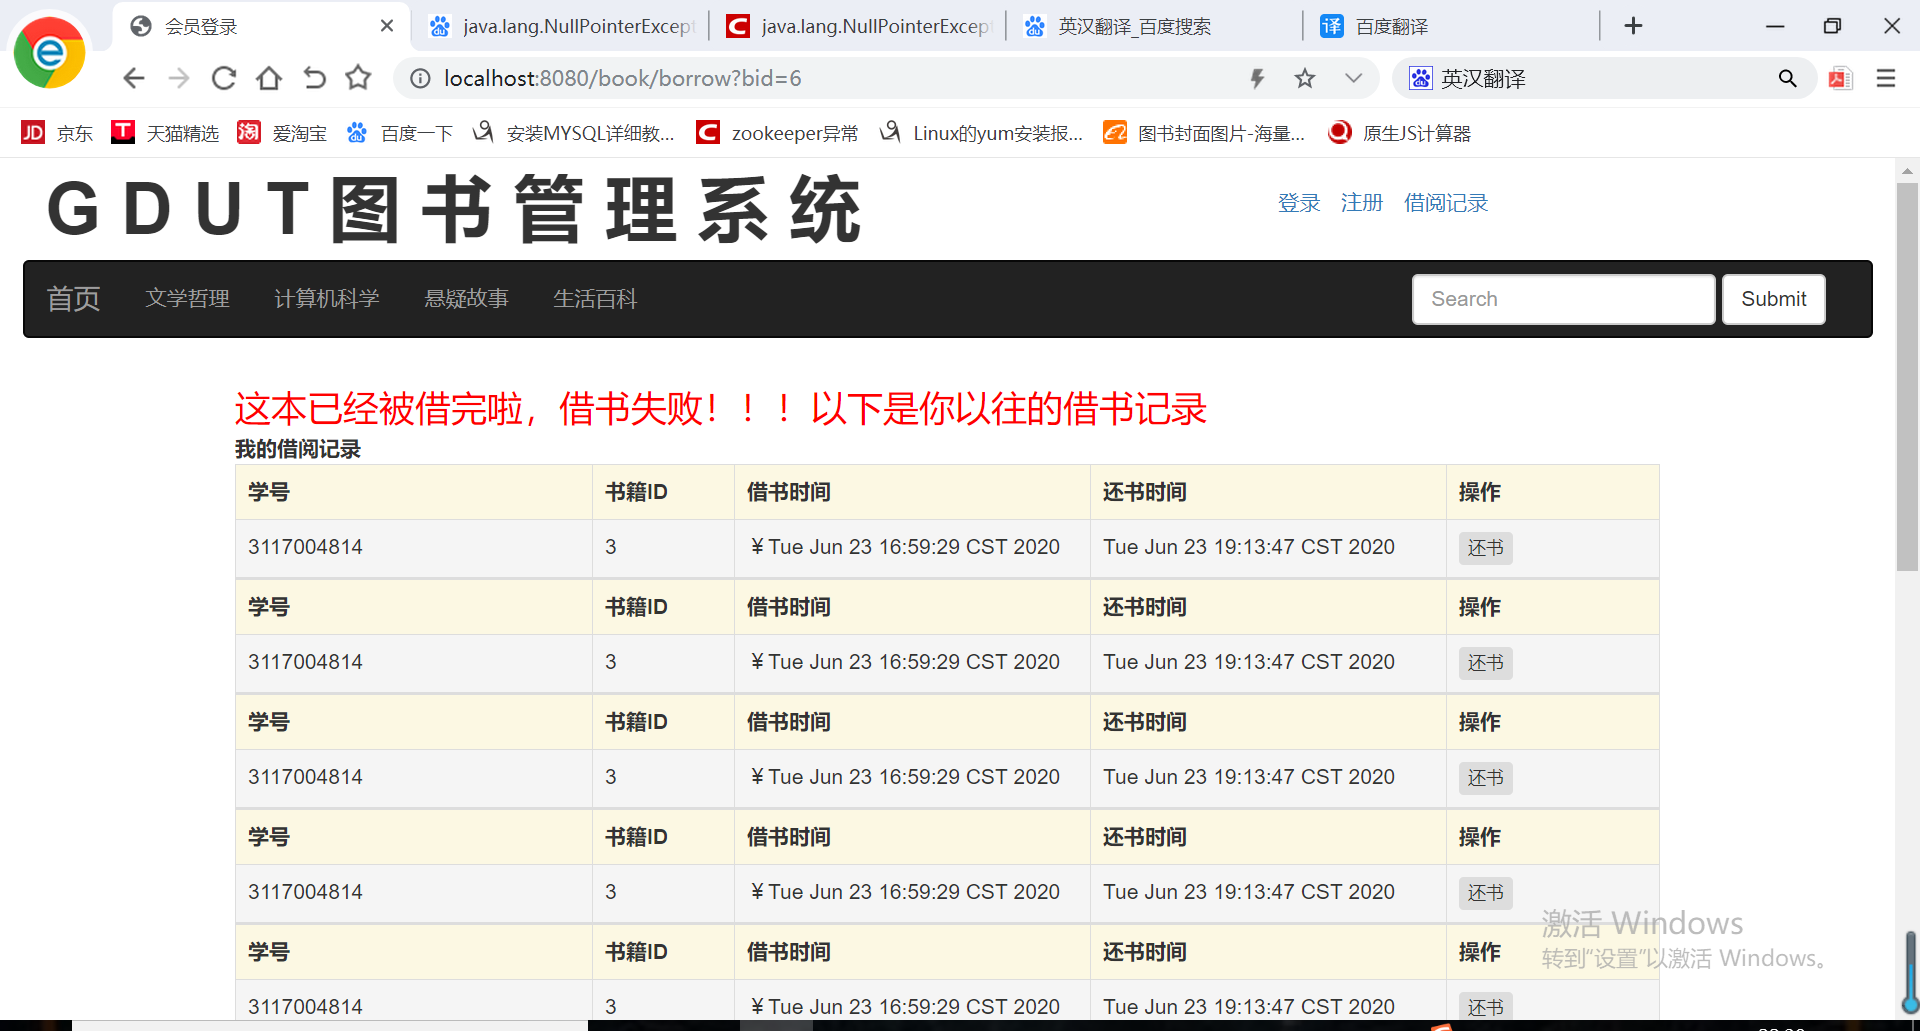 会员登录
java.lang.NullPointerExcept
java.lang.NullPointerExcep
英汉翻译_百度搜索
译 百度翻译
localhost:8080/book/borrow?bid=6
英汉翻译
JD 京东
T 天猫精选
淘 爱淘宝
百度一下
安装MYSQL详细教...
C zookeeper异常
Linux的yum安装报...
图书封面图片-海量...
原生JS计算器
G D U T 图 书 管 理 系 统
登录 注册 借阅记录
首页 文学哲理 计算机科学 悬疑故事 生活百科 Search Submit
这本已经被借完啦，借书失败！！！以下是你以往的借书记录
我的借阅记录
学号 书籍ID 借书时间 还书时间 操作
3117004814 3 ￥Tue Jun 23 16:59:29 CST 2020 Tue Jun 23 19:13:47 CST 2020 还书
学号 书籍ID 借书时间 还书时间 操作
3117004814 3 ￥Tue Jun 23 16:59:29 CST 2020 Tue Jun 23 19:13:47 CST 2020 还书
学号 书籍ID 借书时间 还书时间 操作
3117004814 3 ￥Tue Jun 23 16:59:29 CST 2020 Tue Jun 23 19:13:47 CST 2020 还书
学号 书籍ID 借书时间 还书时间 操作
3117004814 3 ￥Tue Jun 23 16:59:29 CST 2020 Tue Jun 23 19:13:47 CST 2020 还书
学号 书籍ID 借书时间 还书时间 操作
3117004814 3 ￥Tue Jun 23 16:59:29 CST 2020 Tue Jun 23 19:13:47 CST 2020 还书
激活 Windows
转到"设置"以激活 Windows。